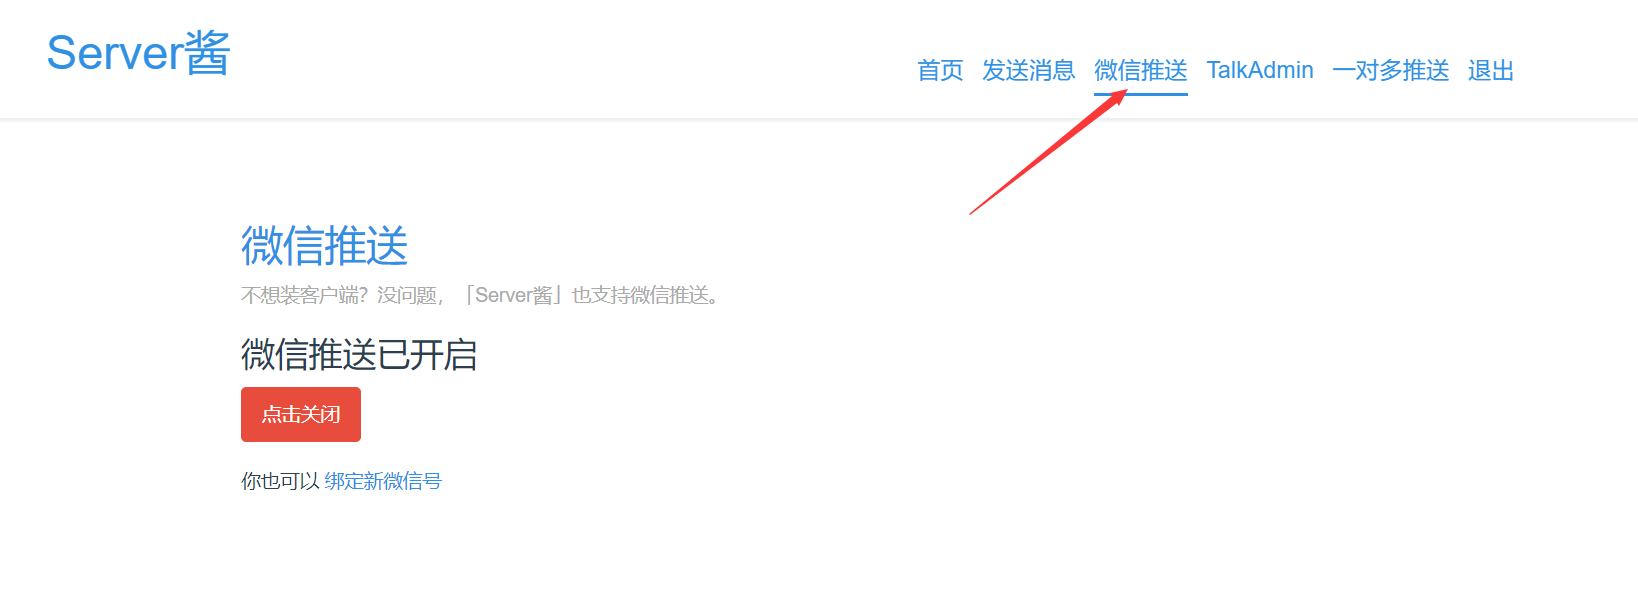 Server酱
首页 发送消息 微信推送 TalkAdmin 一对多推送 退出
微信推送
不想装客户端？没问题，「Server酱」也支持微信推送。
微信推送已开启
点击关闭
你也可以 绑定新微信号